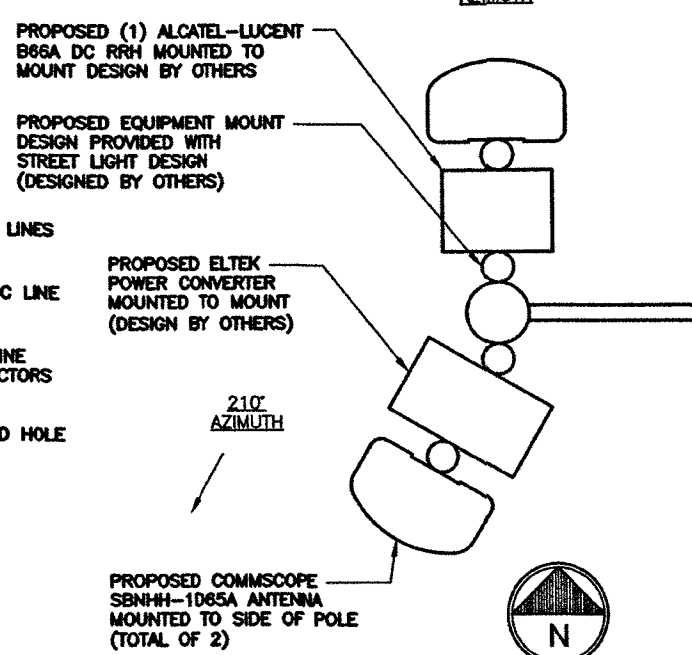 PROPOSED (1) ALCATEL-LUCENT
B66A DC RRH MOUNTED TO
MOUNT DESIGN BY OTHERS
PROPOSED EQUIPMENT MOUNT
DESIGN PROVIDED WITH
STREET LIGHT DESIGN
(DESIGNED BY OTHERS)
LINES
PROPOSED ELTEK
POWER CONVERTER
MOUNTED TO MOUNT
(DESIGN BY OTHERS)
C LINE
210°
AZIMUTH
D HOLE
PROPOSED COMMSCOPE
SBNHH-1D65A ANTENNA
MOUNTED TO SIDE OF POLE
(TOTAL OF 2)
N